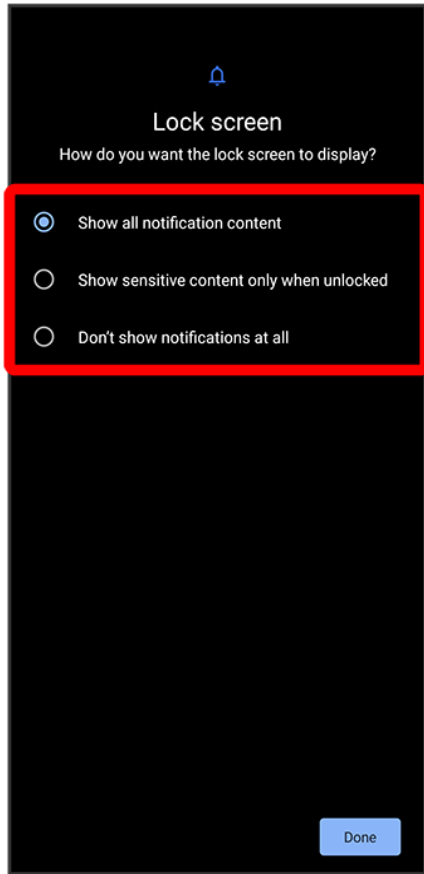 Lock screen
How do you want the lock screen to display?
Show all notification content
Show sensitive content only when unlocked
Don't show notifications at all
Done